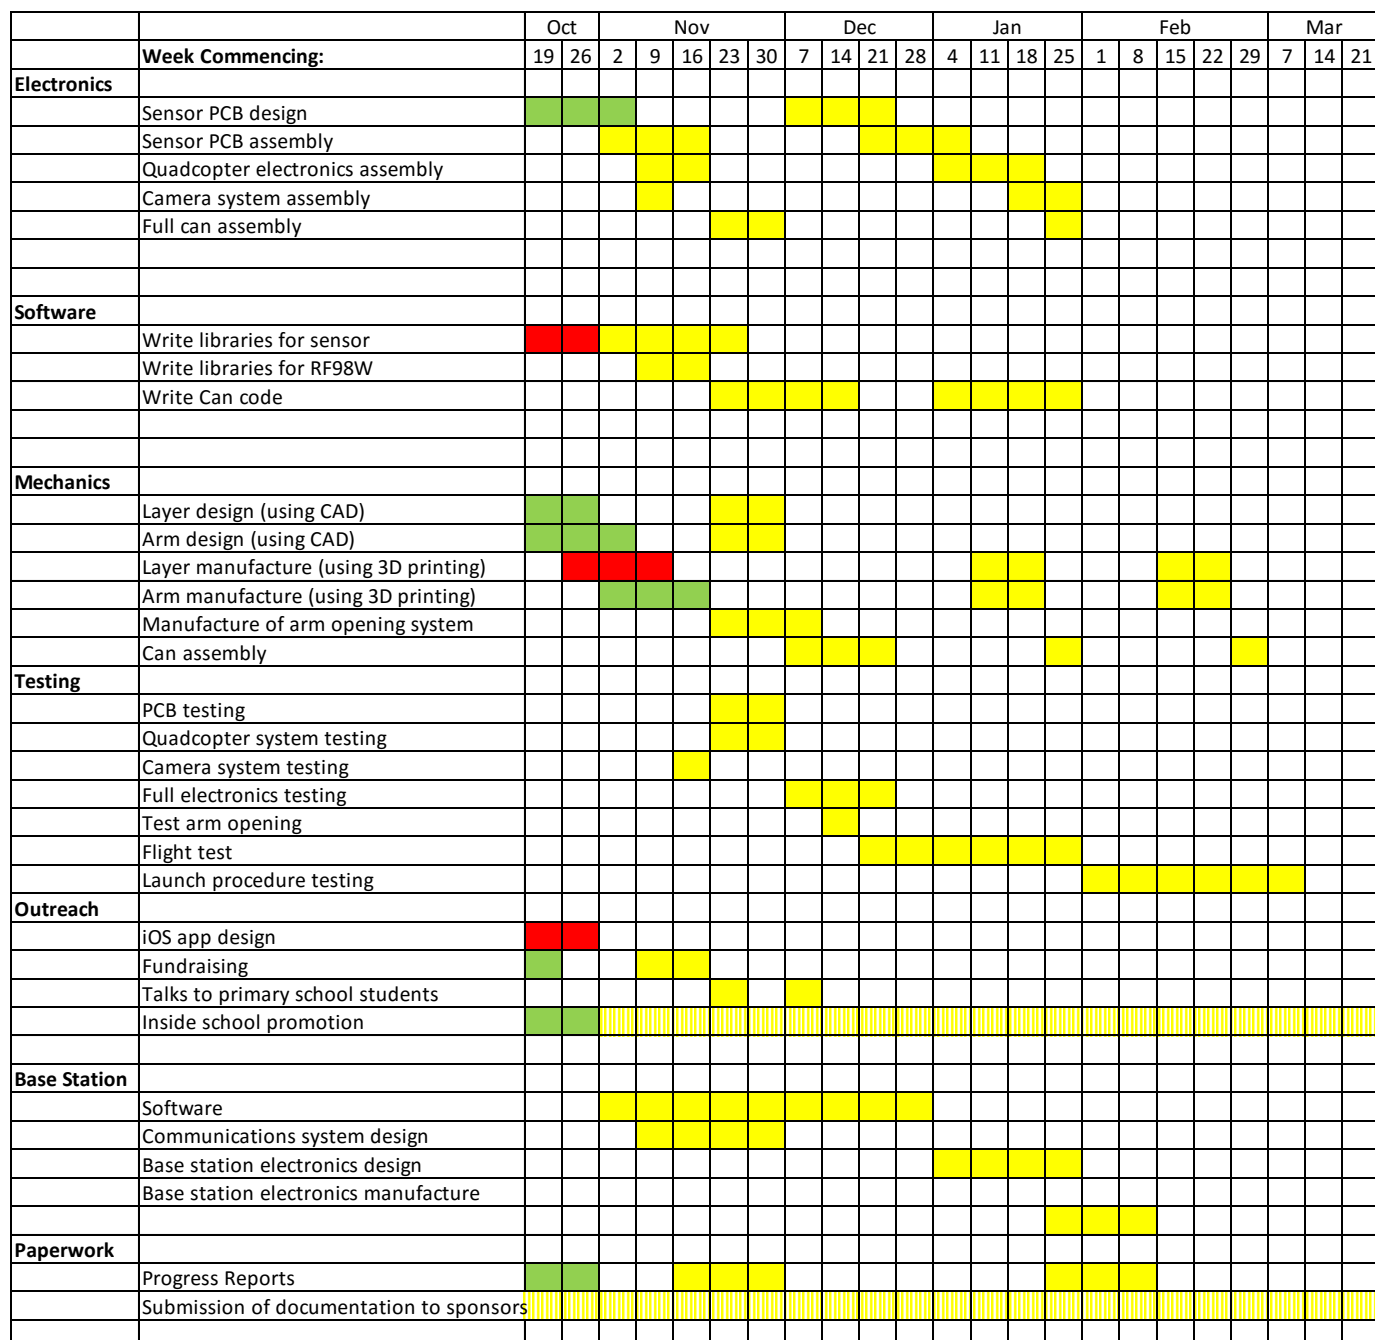 Oct Nov Dec Jan Feb Mar
Week Commencing: 19 26 2 9 16 23 30 7 14 21 28 4 11 18 25 1 8 15 22 29 7 14 21
Electronics
Sensor PCB design
Sensor PCB assembly
Quadcopter electronics assembly
Camera system assembly
Full can assembly
Software
Write libraries for sensor
Write libraries for RF98W
Write Can code
Mechanics
Layer design (using CAD)
Arm design (using CAD)
Layer manufacture (using 3D printing)
Arm manufacture (using 3D printing)
Manufacture of arm opening system
Can assembly
Testing
PCB testing
Quadcopter system testing
Camera system testing
Full electronics testing
Test arm opening
Flight test
Launch procedure testing
Outreach
iOS app design
Fundraising
Talks to primary school students
Inside school promotion
Base Station
Software
Communications system design
Base station electronics design
Base station electronics manufacture
Paperwork
Progress Reports
Submission of documentation to sponsors